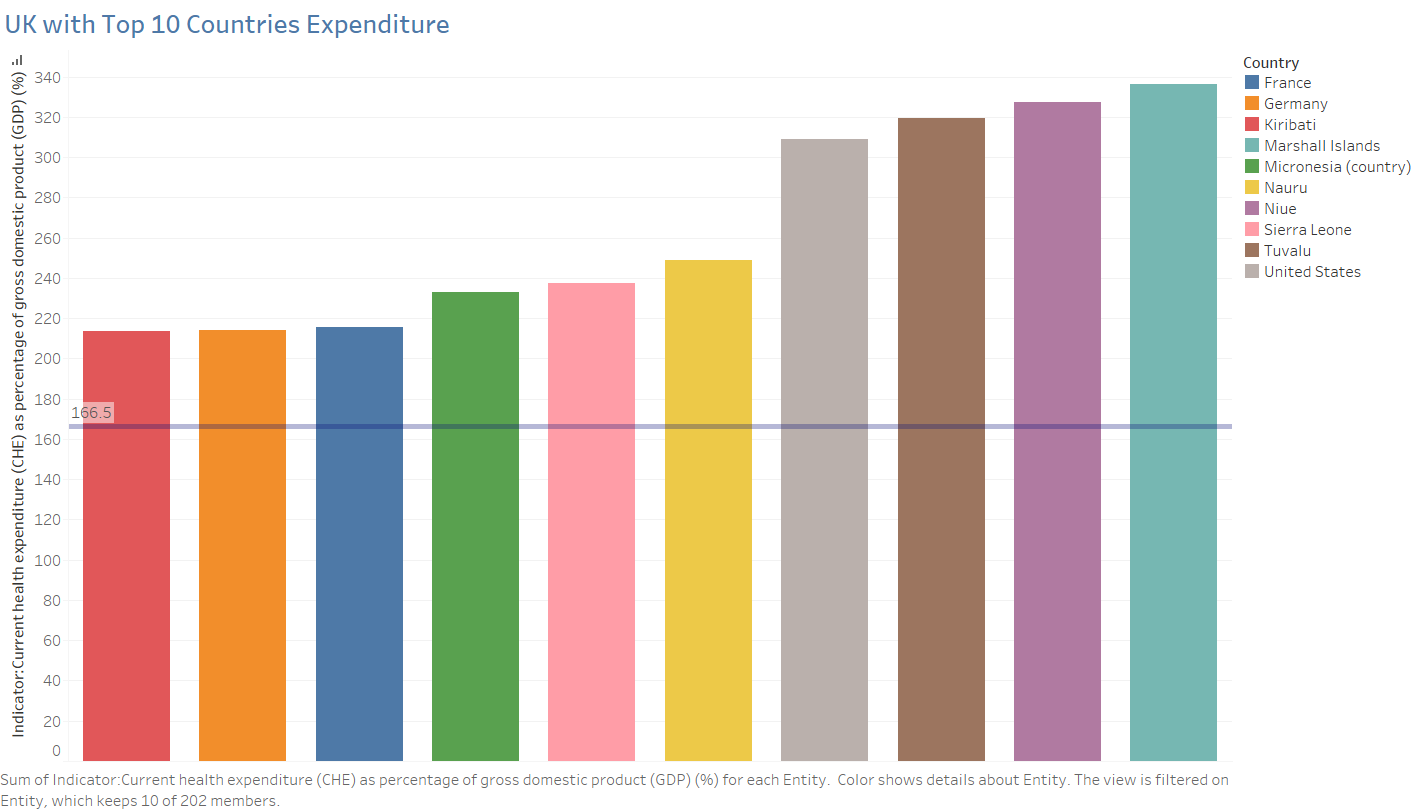 UK with Top 10 Countries Expenditure
Indicator:Current health expenditure (CHE) as percentage of gross domestic product (GDP) (%)
340
320
300
280
260
240
220
200
180
160
140
120
100
80
60
40
20
0
166.5
Country
France
Germany
Kiribati
Marshall Islands
Micronesia (country)
Nauru
Niue
Sierra Leone
Tuvalu
United States
Sum of Indicator:Current health expenditure (CHE) as percentage of gross domestic product (GDP) (%) for each Entity.  Color shows details about Entity. The view is filtered on
Entity, which keeps 10 of 202 members.